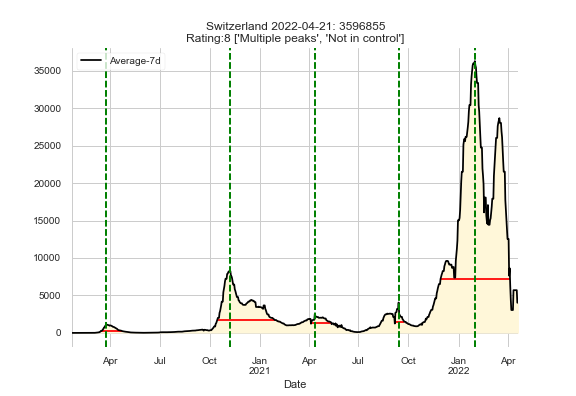 Switzerland 2022-04-21: 3596855
Rating:8 ['Multiple peaks', 'Not in control']
Average-7d
35000
30000
25000
20000
15000
10000
5000
0
Apr Jul Oct Jan Apr Jul Oct Jan Apr
2021 2022
Date